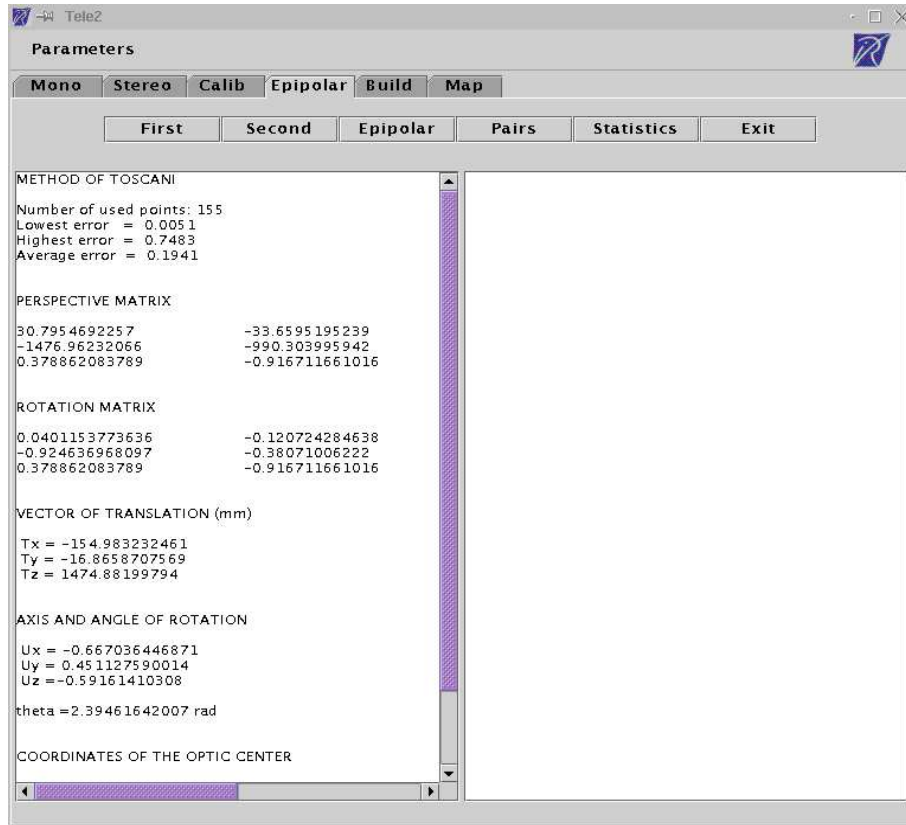 Tele2
Parameters
Mono Stereo Calib Epipolar Build Map
First Second Epipolar Pairs Statistics Exit
METHOD OF TOSCANI
Number of used points: 155
Lowest error = 0.0051
Highest error = 0.7483
Average error = 0.1941
PERSPECTIVE MATRIX
30.7954692257 -33.6595195239
-1476.96232066 -990.303995942
0.378862083789 -0.916711661016
ROTATION MATRIX
0.0401153773636 -0.120724284638
-0.924636968097 -0.38071006222
0.378862083789 -0.916711661016
VECTOR OF TRANSLATION (mm)
Tx = -154.983232461
Ty = -16.8658707569
Tz = 1474.88199794
AXIS AND ANGLE OF ROTATION
Ux = -0.667036446871
Uy = 0.451127590014
Uz =-0.59161410308
theta =2.39461642007 rad
COORDINATES OF THE OPTIC CENTER